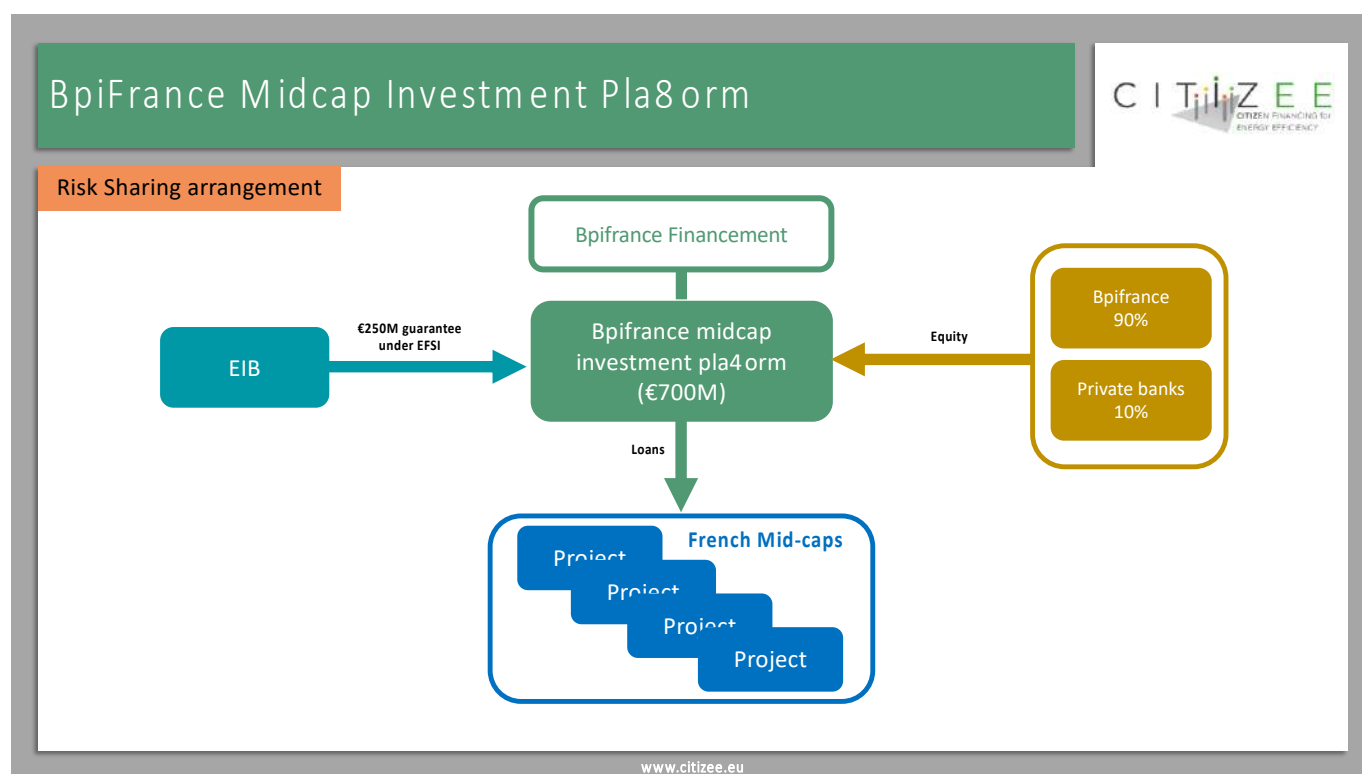 BpiFrance Midcap Investment Pla8orm
C I T i i i Z E E
CITIZEN FINANCING for
ENERGY EFFICIENCY
Risk Sharing arrangement
Bpifrance Financement
EIB
€250M guarantee
under EFSI
Bpifrance midcap
investment pla4orm
(€700M)
Equity
Bpifrance
90%
Private banks
10%
Loans
French Mid-caps
Project
Project
Project
Project
www.citizee.eu